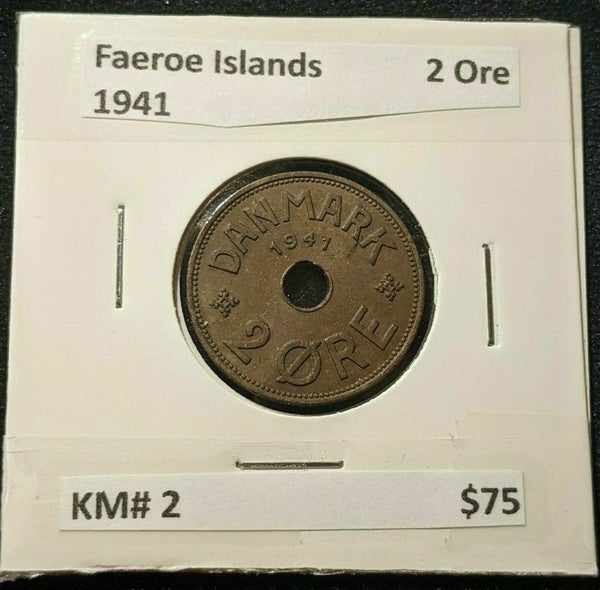 Faeroe Islands 2 Ore
1941
DANMARK
1941
2 ØRE
KM# 2 $75